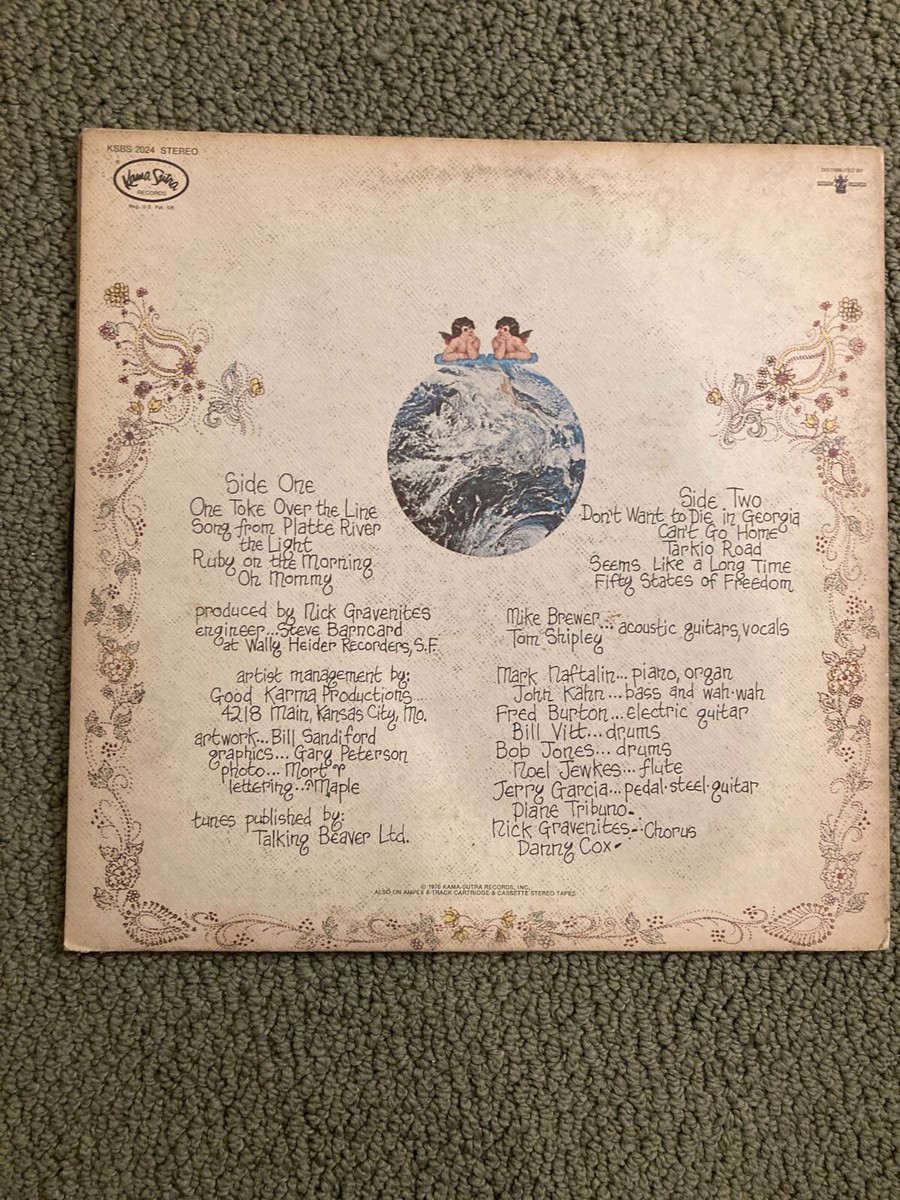 KSBS 2024 STEREO
Kama Sutra
RECORDS
Reg. U.S. Pat. Off.
DISTRIBUTED BY
Side One
One Toke Over the Line
Song from Platte River
the Light
Ruby on the Morning
Oh Mommy
Side Two
Don't Want to Die in Georgia
Can't Go Home
Tarkio Road
Seems Like a Long Time
Fifty States of Freedom
produced by Nick Gravenites
engineer...Steve Barncard
at Wally Heider Recorders, S.F.
artist management by:
Good Karma Productions...
4218 Main, Kansas City, Mo.
artwork...Bill Sandiford
graphics...Gary Peterson
photo...Mort
lettering...Maple
tunes published by:
Talking Beaver Ltd.
Mike Brewer...
Tom Shipley
acoustic guitars, vocals
Mark Naftalin...piano, organ
John Kahn...bass and wah-wah
Fred Burton...electric guitar
Bill Vitt...drums
Bob Jones...drums
Noel Jewkes...flute
Jerry Garcia...pedal-steel-guitar
Diane Tribuno
Nick Gravenites - Chorus
Danny Cox
© 1970 KAMA-SUTRA RECORDS, INC.
ALSO ON AMPEX 8-TRACK CARTRIDGE & CASSETTE STEREO TAPES